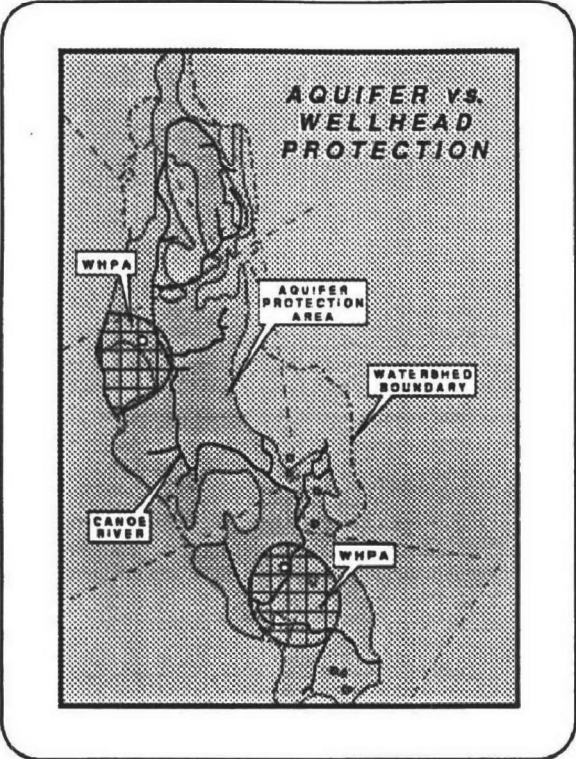 AQUIFER vs.
WELLHEAD
PROTECTION
WHPA
AQUIFER
PROTECTION
AREA
WATERSHED
BOUNDARY
CANOE
RIVER
WHPA